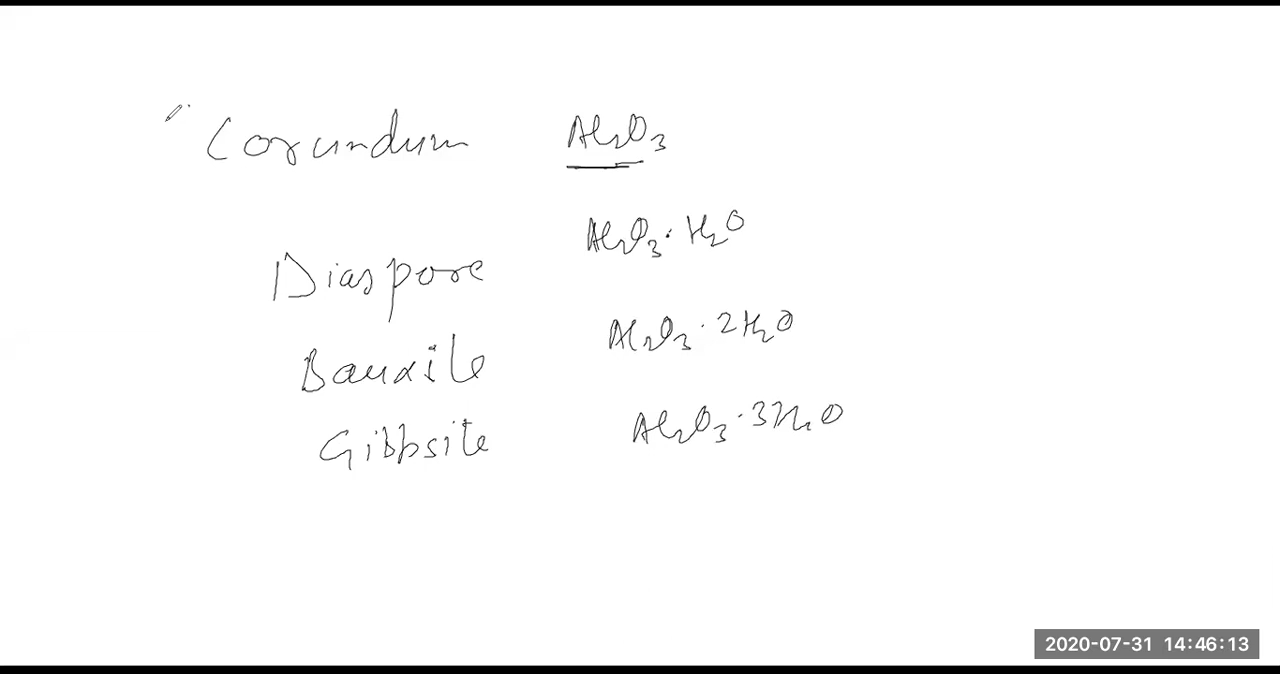 Corundum Al2O3
Diaspore Al2O3·H2O
Bauxite Al2O3·2H2O
Gibbsite Al2O3·3H2O
2020-07-31 14:46:13